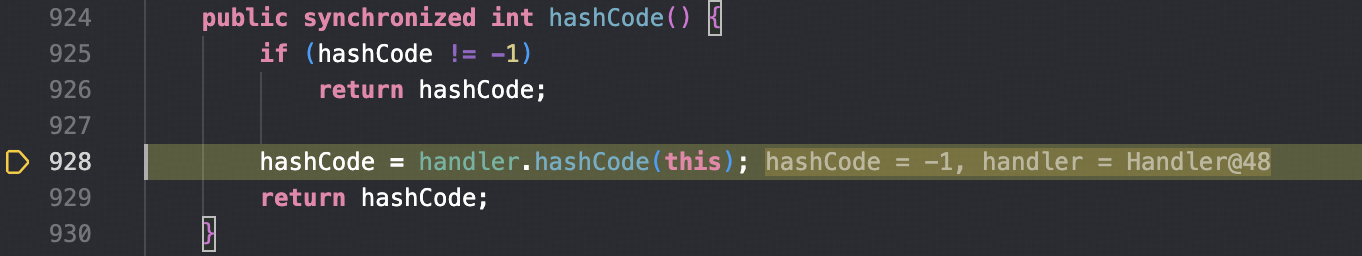 924 public synchronized int hashCode() {
925 if (hashCode != -1)
926 return hashCode;
927
928 hashCode = handler.hashCode(this); hashCode = -1, handler = Handler@48
929 return hashCode;
930 }